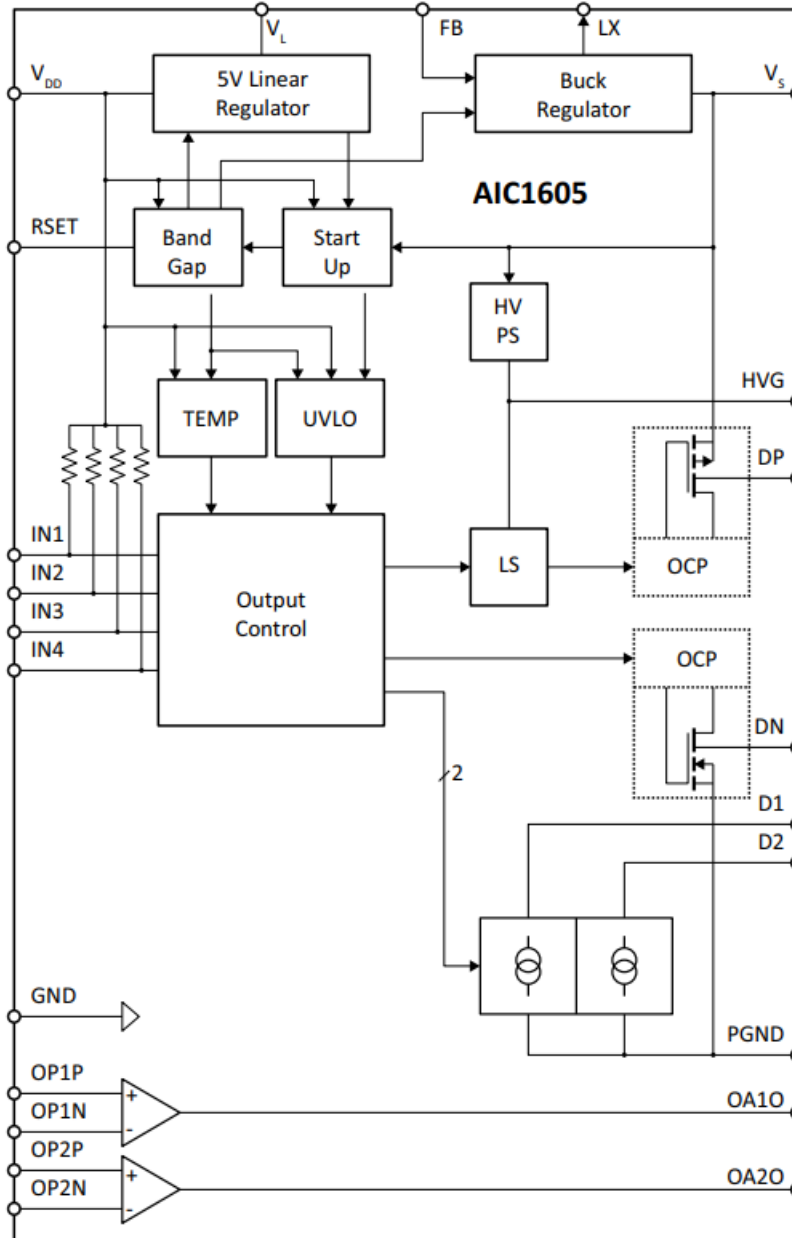 V_L
FB
LX
V_DD
5V Linear
Regulator
Buck
Regulator
V_S
AIC1605
RSET
Band
Gap
Start
Up
HV
PS
HVG
TEMP
UVLO
DP
IN1
IN2
IN3
IN4
Output
Control
LS
OCP
OCP
DN
2
D1
D2
GND
PGND
OP1P
+
OP1N
-
OA1O
OP2P
+
OP2N
-
OA2O